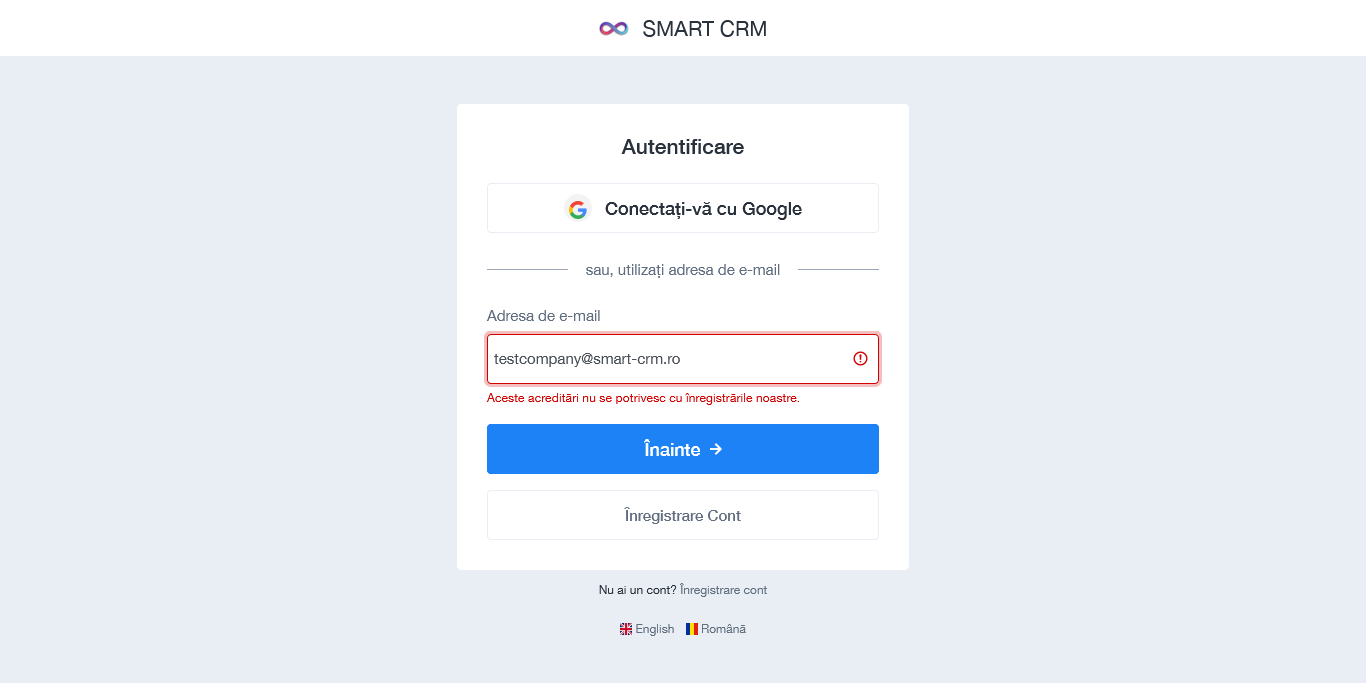 SMART CRM
Autentificare
Conectați-vă cu Google
sau, utilizați adresa de e-mail
Adresa de e-mail
testcompany@smart-crm.ro
Aceste acreditări nu se potrivesc cu înregistrările noastre.
Înainte →
Înregistrare Cont
Nu ai un cont? Înregistrare cont
English Română